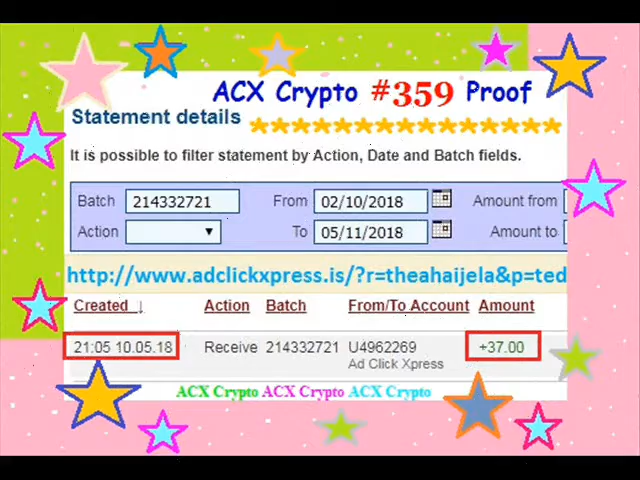 ACX Crypto #359 Proof
Statement details
It is possible to filter statement by Action, Date and Batch fields.
Batch 214332721 From 02/10/2018 Amount from
Action To 05/11/2018 Amount to
http://www.adclickxpress.is/?r=theahaijela&p=ted
Created ↓ Action Batch From/To Account Amount
21:05 10.05.18 Receive 214332721 U4962269 +37.00
Ad Click Xpress
ACX Crypto ACX Crypto ACX Crypto